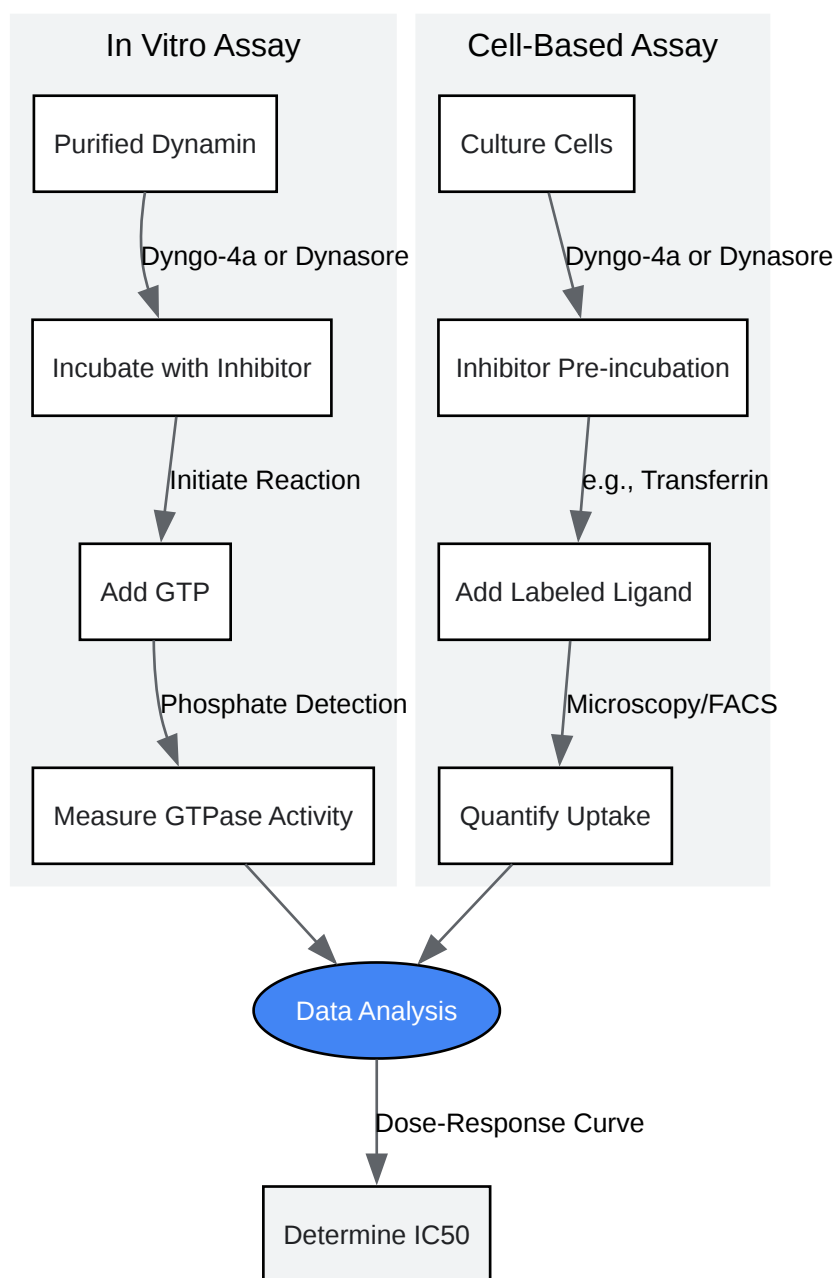 In Vitro Assay
Purified Dynamin
Dyngo-4a or Dynasore
Incubate with Inhibitor
Initiate Reaction
Add GTP
Phosphate Detection
Measure GTPase Activity
Cell-Based Assay
Culture Cells
Dyngo-4a or Dynasore
Inhibitor Pre-incubation
e.g., Transferrin
Add Labeled Ligand
Microscopy/FACS
Quantify Uptake
Data Analysis
Dose-Response Curve
Determine IC50